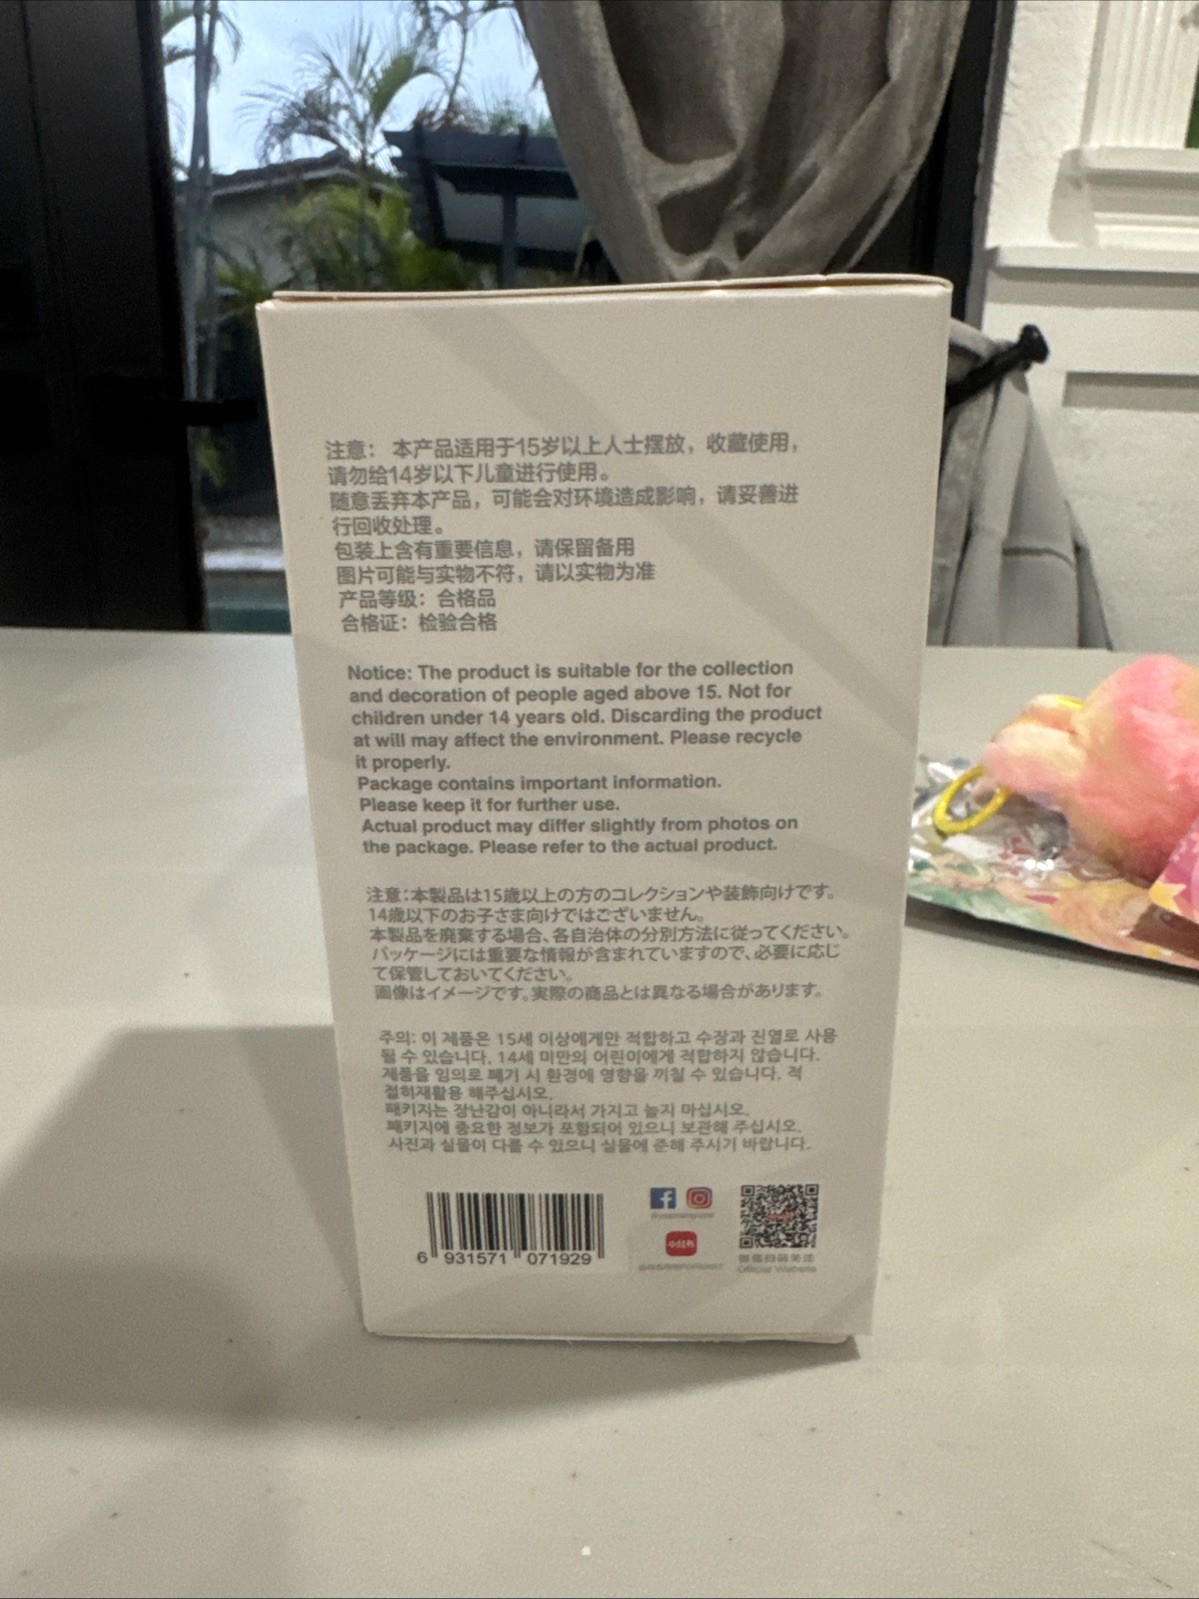 注意： 本产品适用于15岁以上人士摆放，收藏使用，
请勿给14岁以下儿童进行使用。
随意丢弃本产品，可能会对环境造成影响，请妥善进
行回收处理。
包装上含有重要信息，请保留备用
图片可能与实物不符，请以实物为准
产品等级：合格品
合格证：检验合格
Notice: The product is suitable for the collection
and decoration of people aged above 15. Not for
children under 14 years old. Discarding the product
at will may affect the environment. Please recycle
it properly.
Package contains important information.
Please keep it for further use.
Actual product may differ slightly from photos on
the package. Please refer to the actual product.
注意：本製品は15歳以上の方のコレクションや装飾向けです。
14歳以下のお子さま向けではございません。
本製品を廃棄する場合、各自治体の分別方法に従ってください。
パッケージには重要な情報が含まれていますので、必要に応じ
て保管しておいてください。
画像はイメージです。実際の商品とは異なる場合があります。
주의: 이 제품은 15세 이상에게만 적합하고 수장과 진열로 사용
될 수 있습니다. 14세 미만의 어린이에게 적합하지 않습니다.
제품을 임의로 폐기 시 환경에 영향을 끼칠 수 있습니다. 적
절히재활용 해주십시오.
패키지는 장난감이 아니라서 가지고 놀지 마십시오.
패키지에 중요한 정보가 포함되어 있으니 보관해 주십시오.
사진과 실물이 다를 수 있으니 실물에 준해 주시기 바랍니다.
6 931571 071929
小红书
Official Website